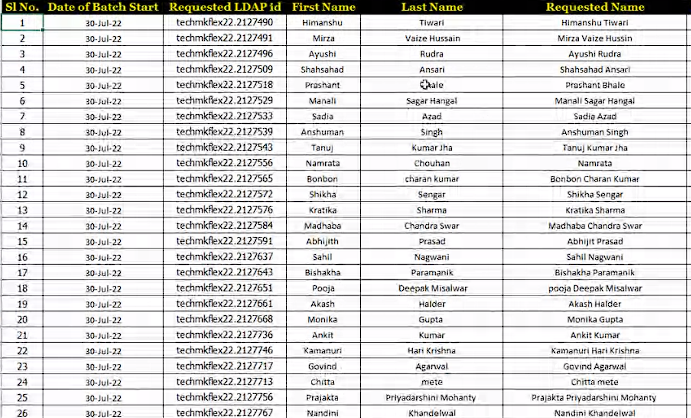 Sl No. Date of Batch Start Requested LDAP id First Name Last Name Requested Name
1 30-Jul-22 techmkflex22.2127490 Himanshu Tiwari Himanshu Tiwari
2 30-Jul-22 techmkflex22.2127491 Mirza Vaize Hussain Mirza Vaize Hussin
3 30-Jul-22 techmkflex22.2127496 Ayushi Rudra Ayushi Rudra
4 30-Jul-22 techmkflex22.2127509 Shahsahad Ansari Shahsahad Ansari
5 30-Jul-22 techmkflex22.2127518 Prashant Prashant Bhale
6 30-Jul-22 techmkflex22.2127529 Manali Sagar Hangal Manali Sagar Hangal
7 30-Jul-22 techmkflex22.2127533 Sadia Azad Sadia Azad
8 30-Jul-22 techmkflex22.2127539 Anshuman Singh Anshuman Singh
9 30-Jul-22 techmkflex22.2127543 Tanuj Kumar Jha Tanuj Kumar Jha
10 30-Jul-22 techmkflex22.2127556 Namrata Chouhan Namrata
11 30-Jul-22 techmkflex22.2127565 Bonbon charan kumar Bonbon Charan Kumar
12 30-Jul-22 techmkflex22.2127572 Shikha Sengar Shikha Sengar
13 30-Jul-22 techmkflex22.2127576 Kratika Sharma Kratika Sharma
14 30-Jul-22 techmkflex22.2127584 Madhaba Chandra Swar Madhaba Chandra Swar
15 30-Jul-22 techmkflex22.2127591 Abhijith Prasad Abhijit Prasad
16 30-Jul-22 techmkflex22.2127637 Sahil Nagwani Sahil Nagwani
17 30-Jul-22 techmkflex22.2127643 Bishakha Paramanik Bishakha Paramanik
18 30-Jul-22 techmkflex22.2127651 Pooja Deepak Misalwar pooja Deepak Misalwar
19 30-Jul-22 techmkflex22.2127661 Akash Halder Akash Halder
20 30-Jul-22 techmkflex22.2127668 Monika Gupta Monika Gupta
21 30-Jul-22 techmkflex22.2127736 Ankit Kumar Ankit Kumar
22 30-Jul-22 techmkflex22.2127746 Kamanuri Hari Krishna Kamanuri Hari Krishna
23 30-Jul-22 techmkflex22.2127717 Govind Agarwal Govind Agarwal
24 30-Jul-22 techmkflex22.2127713 Chitta mete Chitta mete
25 30-Jul-22 techmkflex22.2127756 Prajakta Priyadarshini Mohanty Prajakta Priyadarshini Mohanty
26 30-Jul-22 techmkflex22.2127767 Nandini Khandelwal Nandini Khandelwal